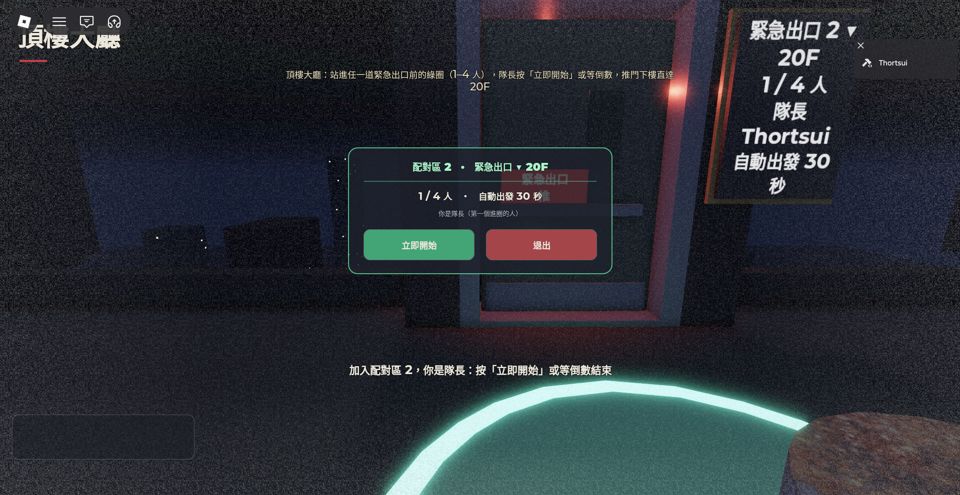 頂樓大廳
頂樓大廳：站進任一道緊急出口前的綠圈（1–4 人），隊長按「立即開始」或等倒數，推門下樓直達
20F
緊急出口 2 ▼
20F
1 / 4 人
隊長
Thortsui
自動出發 30
秒
Thortsui
配對區 2 • 緊急出口 ▼ 20F
緊急出口
1 / 4 人 • 自動出發 30 秒
你是隊長（第一個進圈的人）
立即開始
退出
加入配對區 2，你是隊長：按「立即開始」或等倒數結束